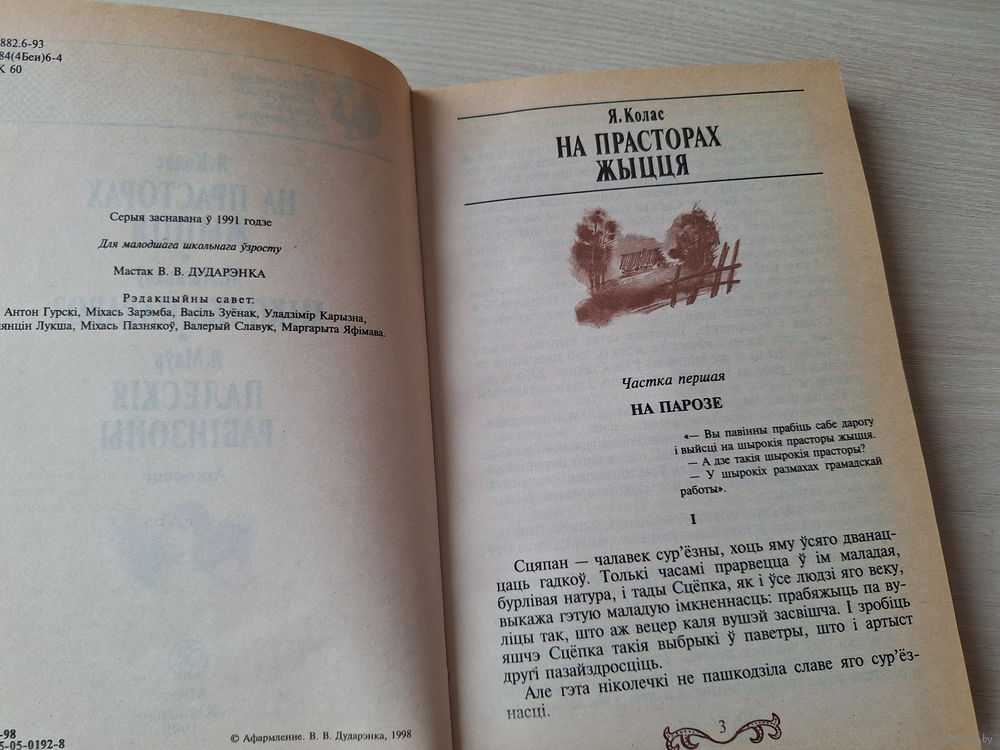 882.6-93
84(4Беи)6-4
К 60
Серыя заснавана ў 1991 годзе
Для малодшага школьнага ўзросту
Мастак В. В. ДУДАРЭНКА
Рэдакцыйны савет:
Антон Гурскі, Міхась Зарэмба, Васіль Зуёнак, Уладзімір Карызна,
Лукша, Міхась Пазнякоў, Валерый Славук, Маргарыта Яфімава.
-98
5-05-0192-8
© Афармленне. В. В. Дударэнка, 1998
Я. Колас
НА ПРАСТОРАХ
ЖЫЦЦЯ
Частка першая
НА ПАРОЗЕ
«— Вы павінны прабіць сабе дарогу
і выйсці на шырокія прасторы жыцця.
— А дзе такія шырокія прасторы?
— У шырокіх размахах грамадскай
работы».
I
Сцяпан — чалавек сур’ёзны, хоць яму ўсяго дванац-
цаць гадкоў. Толькі часамі прарвецца ў ім маладая,
бурлівая натура, і тады Сцёпка, як і ўсе людзі яго веку,
выкажа гэтую маладую імкненнасць: прабяжыць па ву-
ліцы так, што аж вецер каля вушэй засвішча. І зробіць
яшчэ Сцёпка такія выбрыкі ў паветры, што і артыст
другі пазайздросціць.
Але гэта ніколечкі не пашкодзіла славе яго сур’ёз-
насці.
3